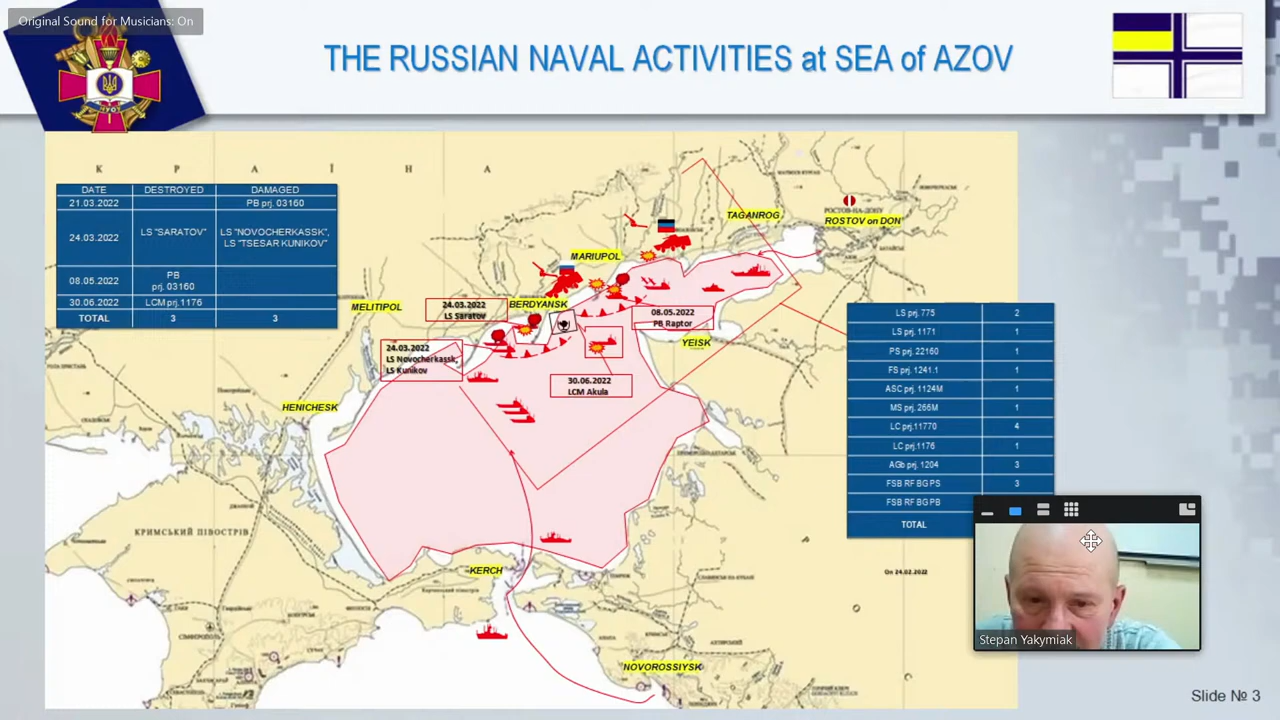 Original Sound for Musicians: On
THE RUSSIAN NAVAL ACTIVITIES at SEA of AZOV
К Р А Ї Н А
DATE DESTROYED DAMAGED
21.03.2022 PB prj. 03160
24.03.2022 LS "SARATOV" LS "NOVOCHERKASSK",
LS "TSESAR KUNIKOV"
08.05.2022 PB
prj. 03160
30.06.2022 LCM prj.1176
TOTAL 3 3
TAGANROG
РОСТОВ-НА-ДОНУ
ROSTOV on DON
MARIUPOL
MELITIPOL
BERDYANSK
24.03.2022
LS Saratov
08.05.2022
PB Raptor
YEISK
24.03.2022
LS Novocherkassk,
LS Kunikov
30.06.2022
LCM Akula
HENICHESK
LS prj. 775 2
LS prj. 1171 1
PS prj. 22160 1
FS prj. 1241.1 1
ASC prj. 1124M 1
MS prj. 266M 1
LC prj.11770 4
LC prj.1176 1
AGb prj. 1204 3
FSB RF BG PS 3
FSB RF BG PB
TOTAL
On 24.02.2022
КРИМСЬКИЙ ПІВОСТРІВ
KERCH
NOVOROSSIYSK
Stepan Yakymiak
Slide № 3